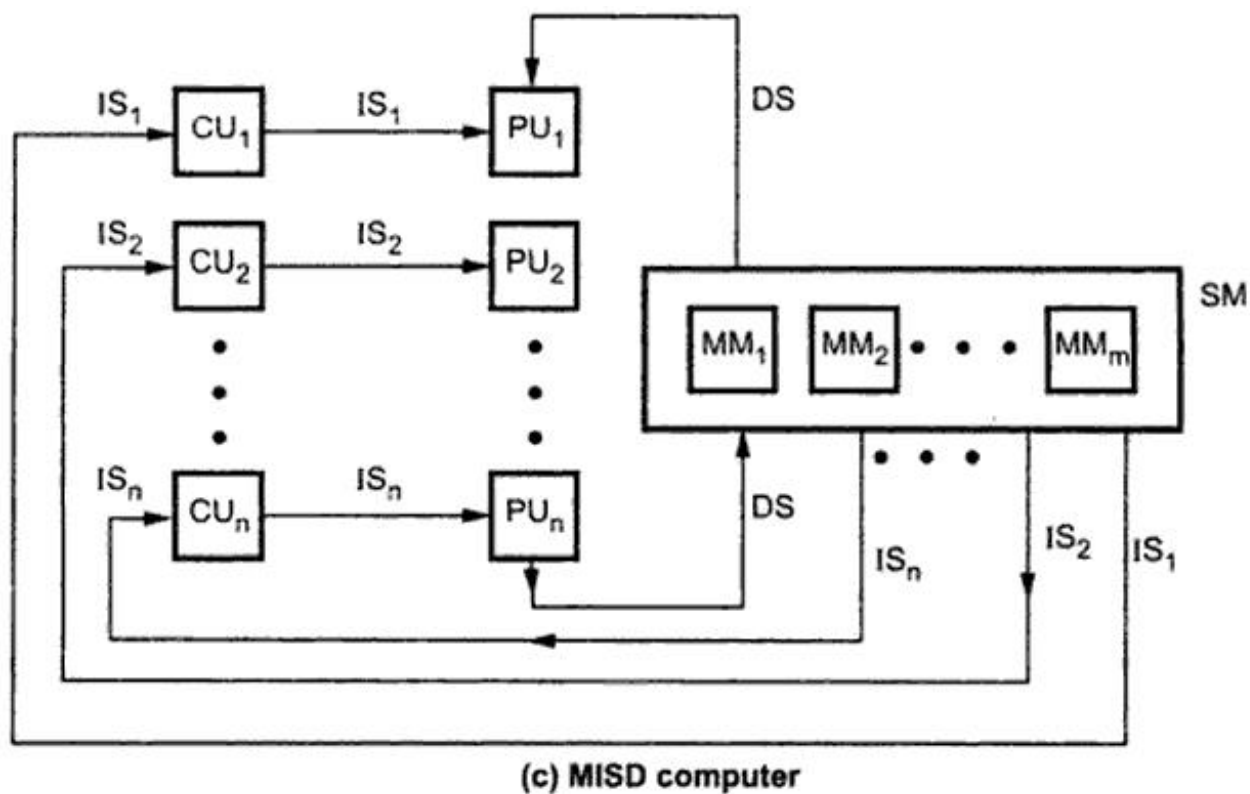 DS
IS₁ CU₁ IS₁ PU₁
IS₂ CU₂ IS₂ PU₂
SM
MM₁ MM₂ MMₘ
ISₙ CUₙ ISₙ PUₙ
DS
ISₙ IS₂ IS₁
(c) MISD computer